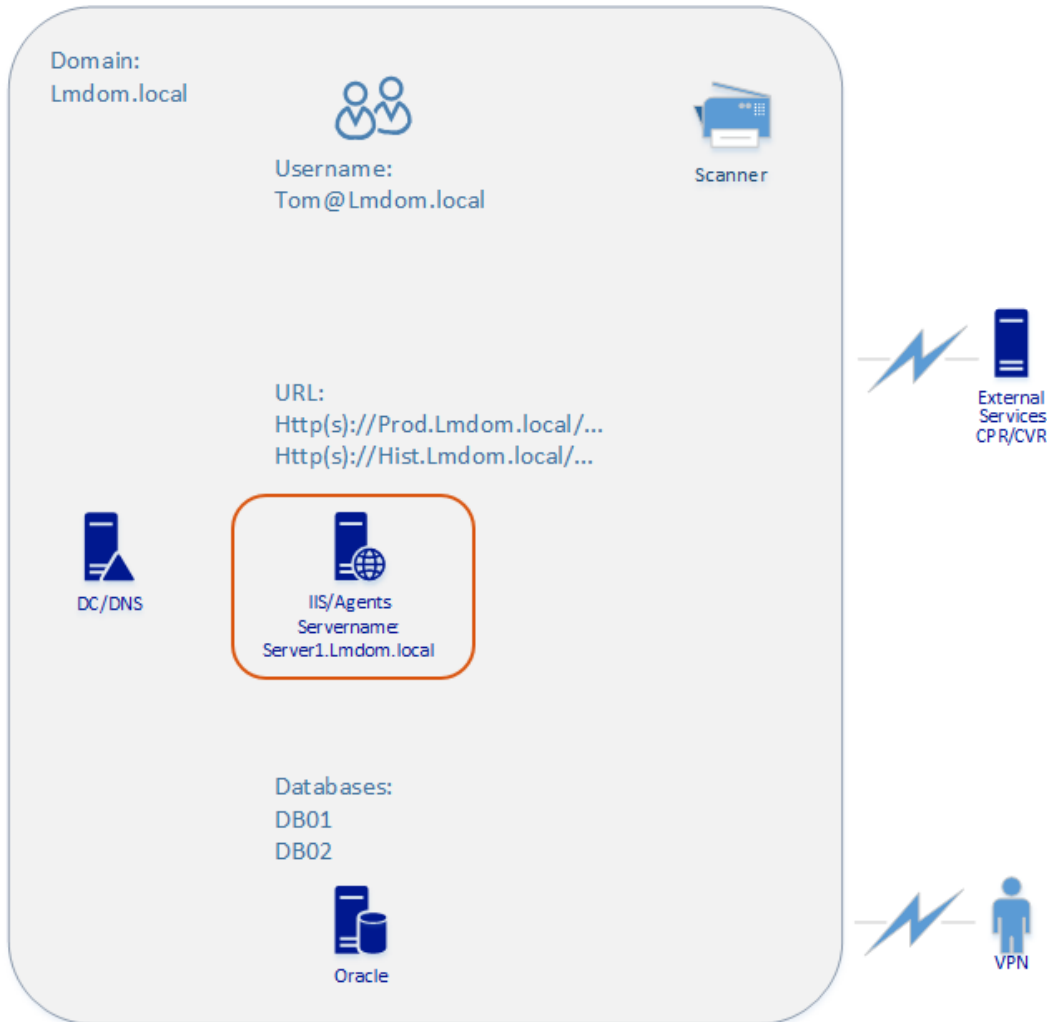 Domain:
Lmdom.local
Username:
Tom@Lmdom.local
Scanner
URL:
Http(s)://Prod.Lmdom.local/...
Http(s)://Hist.Lmdom.local/...
External
Services
CPR/CVR
DC/DNS
IIS/Agents
Servername:
Server1.Lmdom.local
Databases:
DB01
DB02
Oracle
VPN